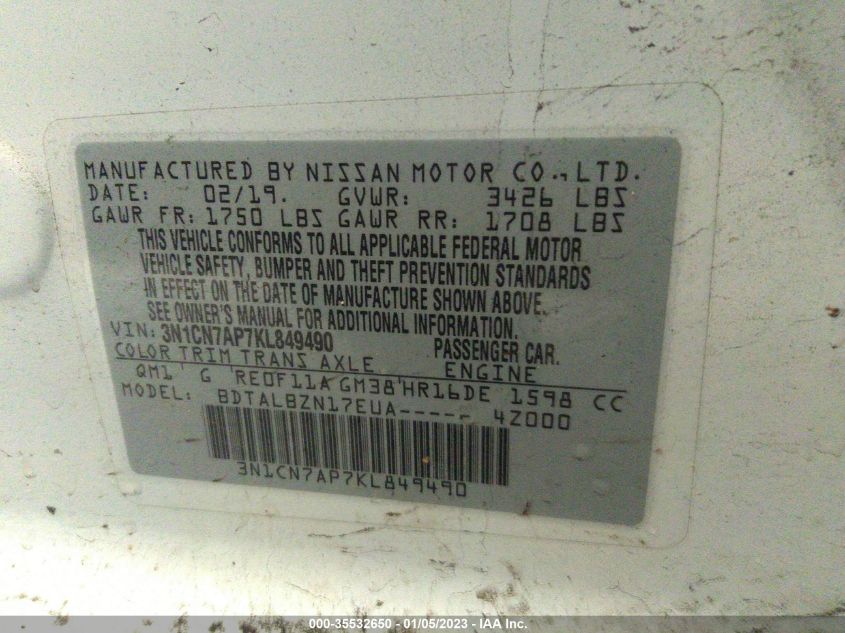 MANUFACTURED BY NISSAN MOTOR CO., LTD.
DATE: 02/19. GVWR: 3426 LBS
GAWR FR: 1750 LBS GAWR RR: 1708 LBS
THIS VEHICLE CONFORMS TO ALL APPLICABLE FEDERAL MOTOR
VEHICLE SAFETY, BUMPER AND THEFT PREVENTION STANDARDS
IN EFFECT ON THE DATE OF MANUFACTURE SHOWN ABOVE.
SEE OWNER'S MANUAL FOR ADDITIONAL INFORMATION.
VIN: 3N1CN7AP7KL849490 PASSENGER CAR.
COLOR TRIM TRANS AXLE ENGINE
QM1 G RE0F11A GM38 HR16DE 1598 CC
MODEL: BDTALBZN17EUA----- 4Z000
3N1CN7AP7KL849490
000-35532650 - 01/05/2023 - IAA Inc.